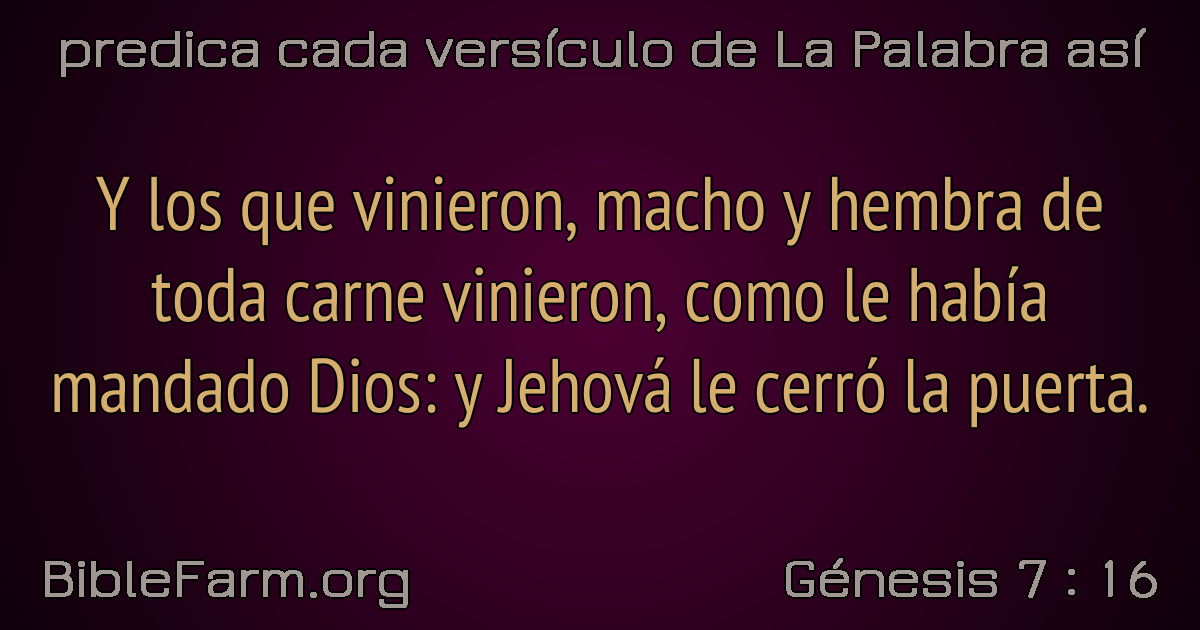 predica cada versículo de La Palabra así
Y los que vinieron, macho y hembra de
toda carne vinieron, como le había
mandado Dios: y Jehová le cerró la puerta.
BibleFarm.org
Génesis 7 : 16